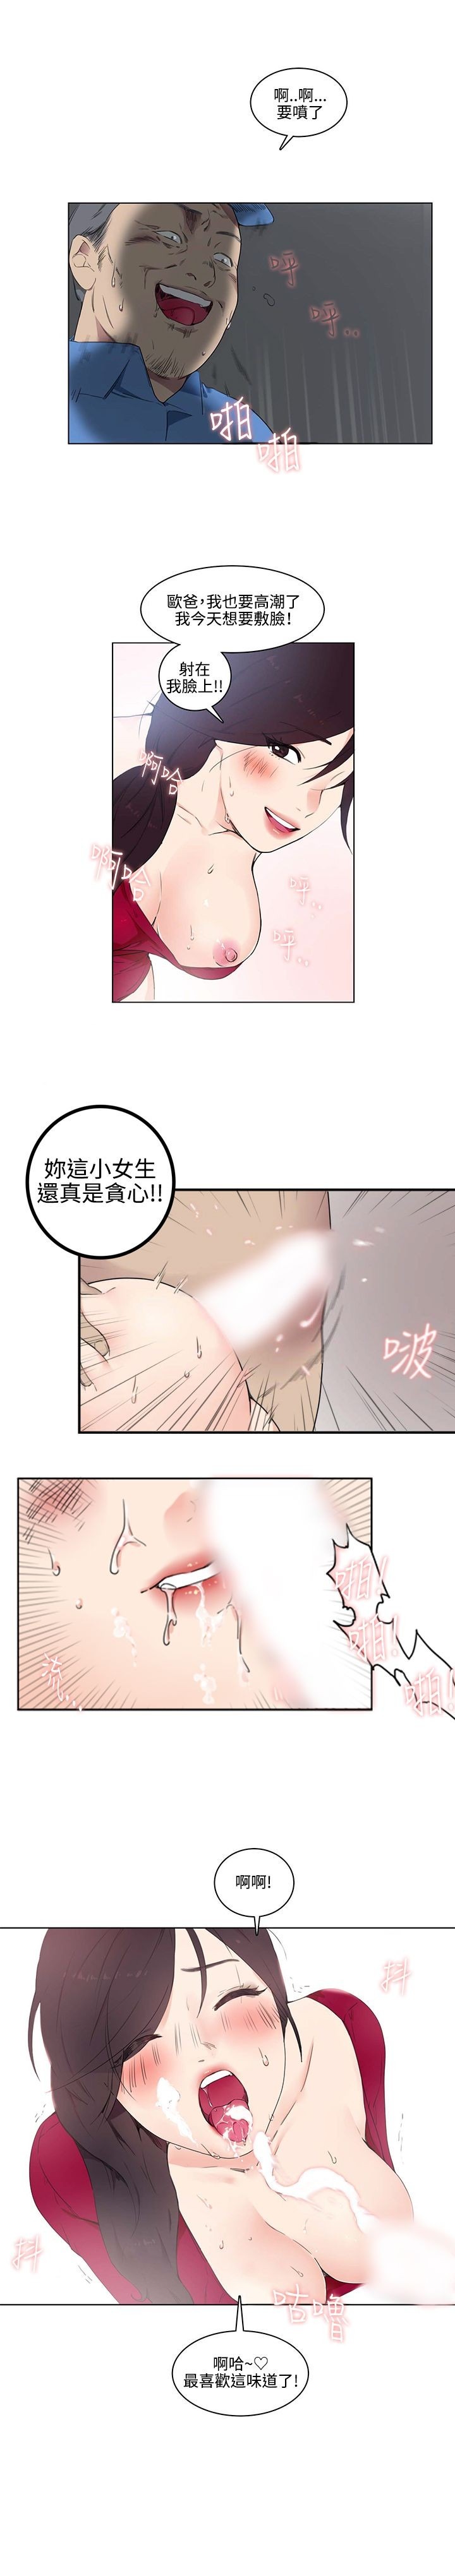 啊..啊...
要噴了
呼
呼..
啪
啪
歐爸,我也要高潮了
我今天想要敷臉!
射在
我臉上!!
啊哈
啊哈
呼..
呼..
妳這小女生
還真是貪心!!
啵
啪!
啪!
啪!
流...
啊啊!
抖
抖
咕嚕
啊哈~♡
最喜歡這味道了!